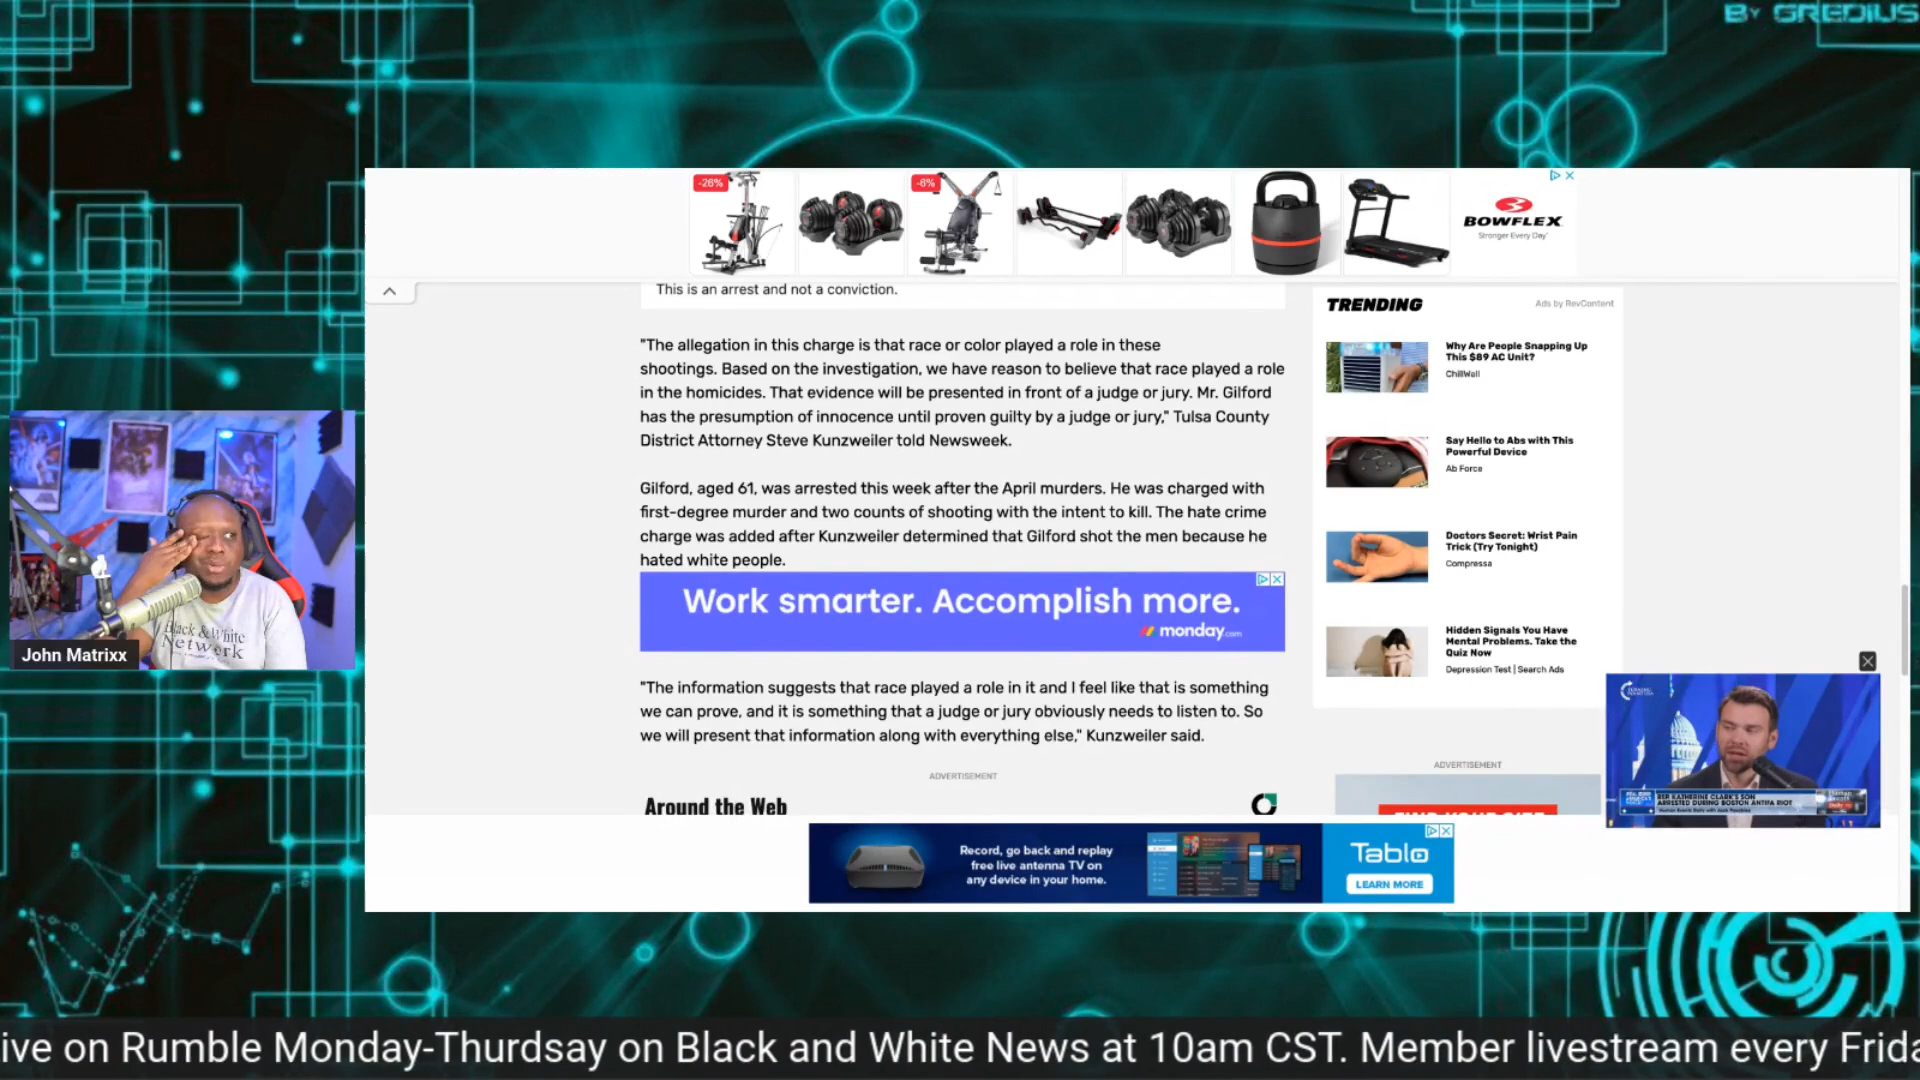 BY GREDIUS
-26%
-6%
BOWFLEX
Stronger Every Day
This is an arrest and not a conviction.
"The allegation in this charge is that race or color played a role in these
shootings. Based on the investigation, we have reason to believe that race played a role
in the homicides. That evidence will be presented in front of a judge or jury. Mr. Gilford
has the presumption of innocence until proven guilty by a judge or jury," Tulsa County
District Attorney Steve Kunzweiler told Newsweek.
Gilford, aged 61, was arrested this week after the April murders. He was charged with
first-degree murder and two counts of shooting with the intent to kill. The hate crime
charge was added after Kunzweiler determined that Gilford shot the men because he
hated white people.
Work smarter. Accomplish more.
monday.com
"The information suggests that race played a role in it and I feel like that is something
we can prove, and it is something that a judge or jury obviously needs to listen to. So
we will present that information along with everything else," Kunzweiler said.
ADVERTISEMENT
Around the Web
TRENDING
Ads by RevContent
Why Are People Snapping Up
This $89 AC Unit?
ChillWell
Say Hello to Abs with This
Powerful Device
Ab Force
Doctors Secret: Wrist Pain
Trick (Try Tonight)
Compressa
Hidden Signals You Have
Mental Problems. Take the
Quiz Now
Depression Test | Search Ads
ADVERTISEMENT
REP. KATHERINE CLARK'S SON
ARRESTED DURING BOSTON ANTIFA RIOT
Black & White
Network
John Matrixx
Record, go back and replay
free live antenna TV on
any device in your home.
Tablo
LEARN MORE
ive on Rumble Monday-Thurdsay on Black and White News at 10am CST. Member livestream every Frida